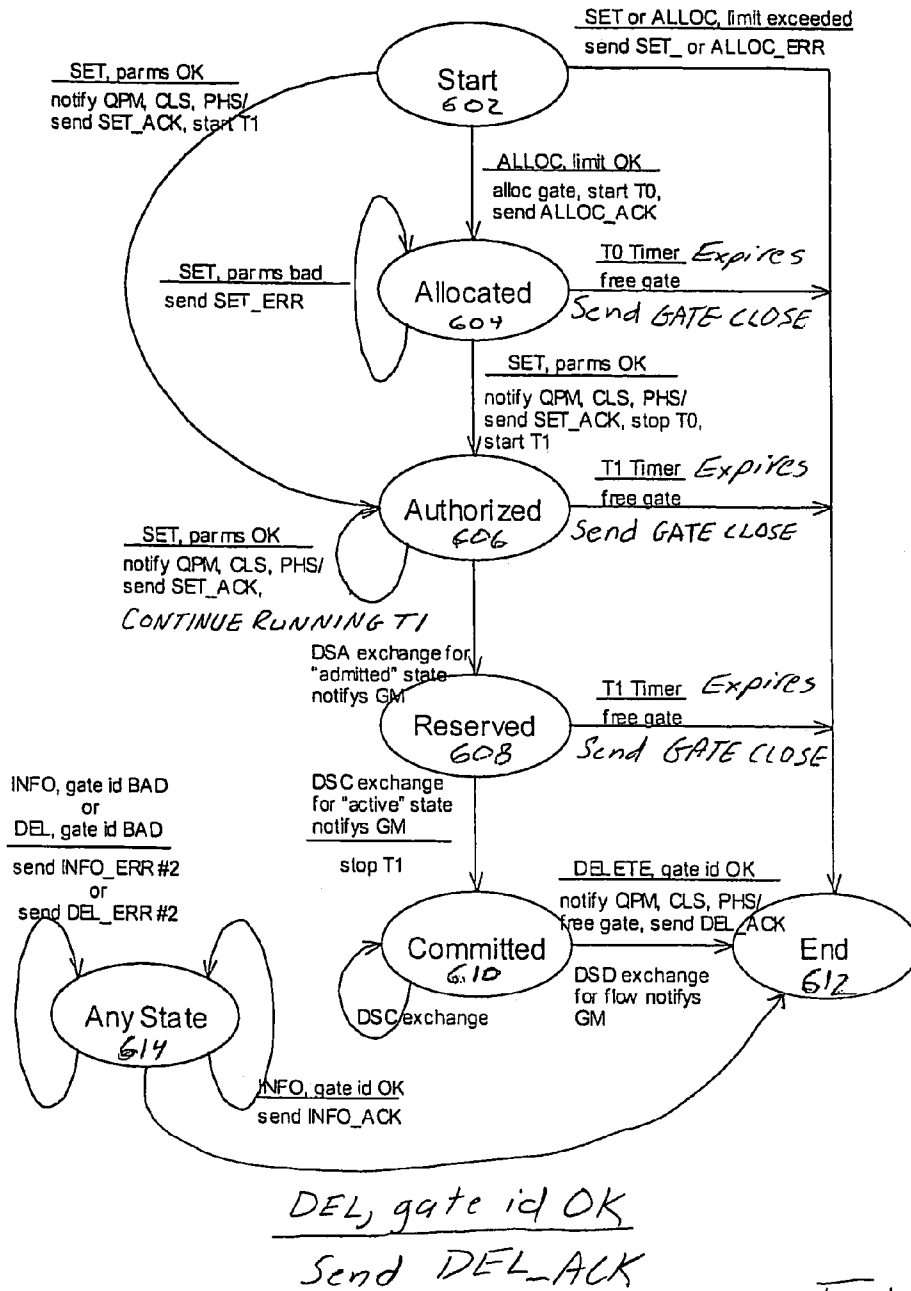 SET or ALLOC, limit exceeded
send SET_ or ALLOC_ERR
SET, parms OK
notify QPM, CLS, PHS/
send SET_ACK, start T1
Start
602
ALLOC, limit OK
alloc gate, start T0,
send ALLOC_ACK
SET, parms bad
send SET_ERR
Allocated
604
T0 Timer Expires
free gate
Send GATE CLOSE
SET, parms OK
notify QPM, CLS, PHS/
send SET_ACK, stop T0,
start T1
Authorized
606
T1 Timer Expires
free gate
Send GATE CLOSE
SET, parms OK
notify QPM, CLS, PHS/
send SET_ACK,
CONTINUE RUNNING T1
DSA exchange for
"admitted" state
notifys GM
Reserved
608
T1 Timer Expires
free gate
Send GATE CLOSE
INFO, gate id BAD
or
DEL, gate id BAD
send INFO_ERR #2
or
send DEL_ERR #2
DSC exchange
for "active" state
notifys GM
stop T1
DELETE, gate id OK
notify QPM, CLS, PHS/
free gate, send DEL_ACK
Committed
610
DSC exchange
DSD exchange
for flow notifys
GM
End
612
Any State
614
INFO, gate id OK
send INFO_ACK
DEL, gate id OK
Send DEL_ACK